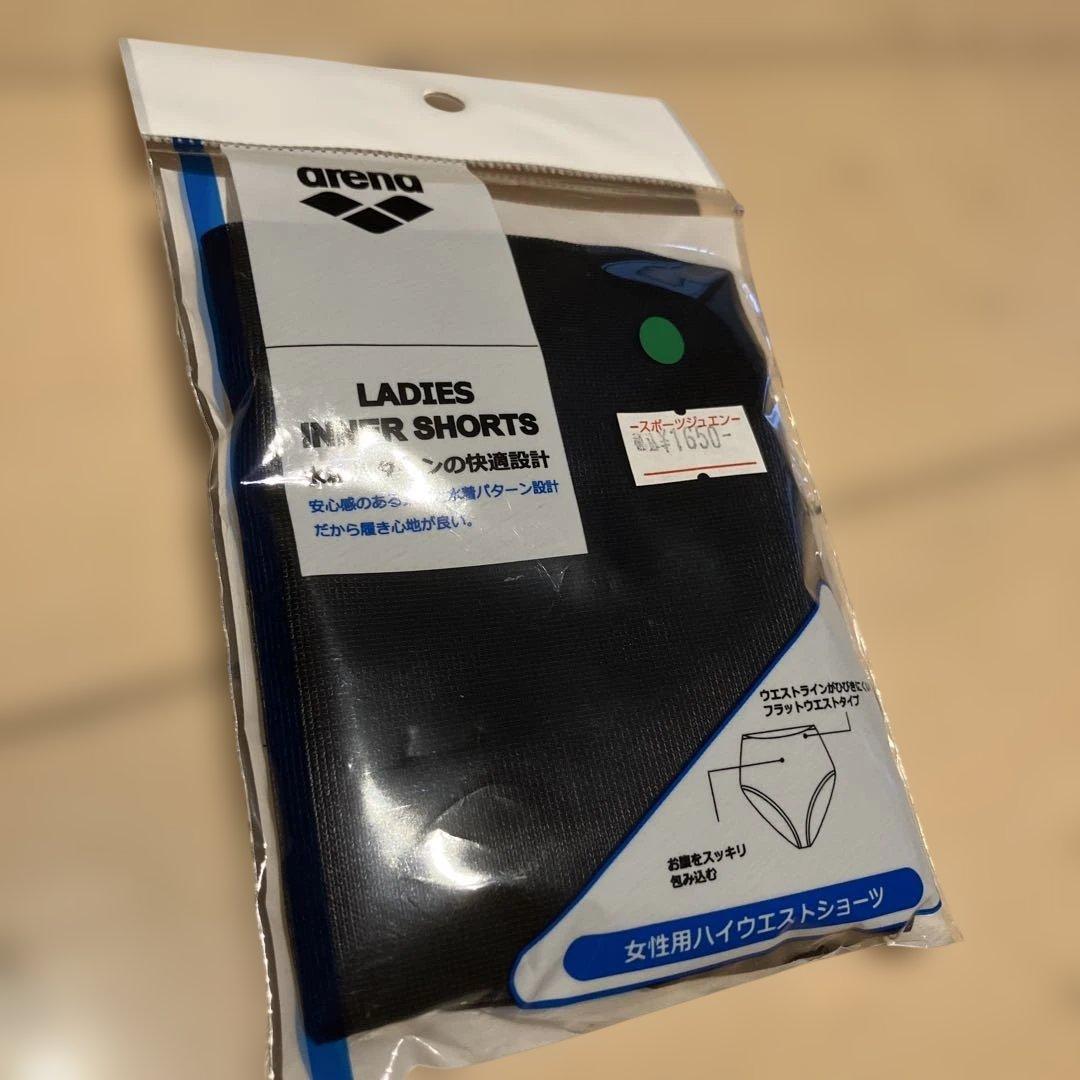 arena
LADIES
INNER SHORTS
ンの快適設計
安心感のある 水着パターン設計
だから履き心地が良い。
ースポーツジュエンー
税込¥1650-
ウエストラインがひびきにくい
フラットウエストタイプ
お腹をスッキリ
包み込む
女性用ハイウエストショーツ